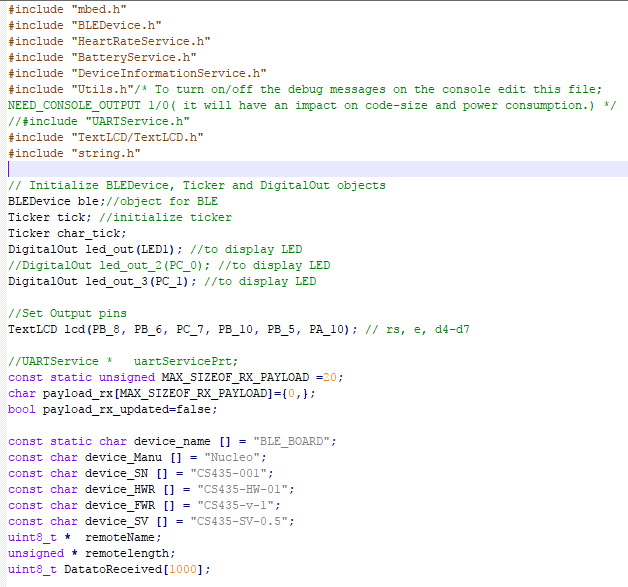 #include "mbed.h"
#include "BLEDevice.h"
#include "HeartRateService.h"
#include "BatteryService.h"
#include "DeviceInformationService.h"
#include "Utils.h"/* To turn on/off the debug messages on the console edit this file;
NEED_CONSOLE_OUTPUT 1/0( it will have an impact on code-size and power consumption.) */
//#include "UARTService.h"
#include "TextLCD/TextLCD.h"
#include "string.h"
// Initialize BLEDevice, Ticker and DigitalOut objects
BLEDevice ble;//object for BLE
Ticker tick; //initialize ticker
Ticker char_tick;
DigitalOut led_out(LED1); //to display LED
//DigitalOut led_out_2(PC_0); //to display LED
DigitalOut led_out_3(PC_1); //to display LED
//Set Output pins
TextLCD lcd(PB_8, PB_6, PC_7, PB_10, PB_5, PA_10); // rs, e, d4-d7
//UARTService *   uartServicePrt;
const static unsigned MAX_SIZEOF_RX_PAYLOAD =20;
char payload_rx[MAX_SIZEOF_RX_PAYLOAD]={0,};
bool payload_rx_updated=false;
const static char device_name [] = "BLE_BOARD";
const char device_Manu [] = "Nucleo";
const char device_SN [] = "CS435-001";
const char device_HWR [] = "CS435-HW-01";
const char device_FWR [] = "CS435-v-1";
const char device_SV [] = "CS435-SV-0.5";
uint8_t *  remoteName;
unsigned * remotelength;
uint8_t DatatoReceived[1000];